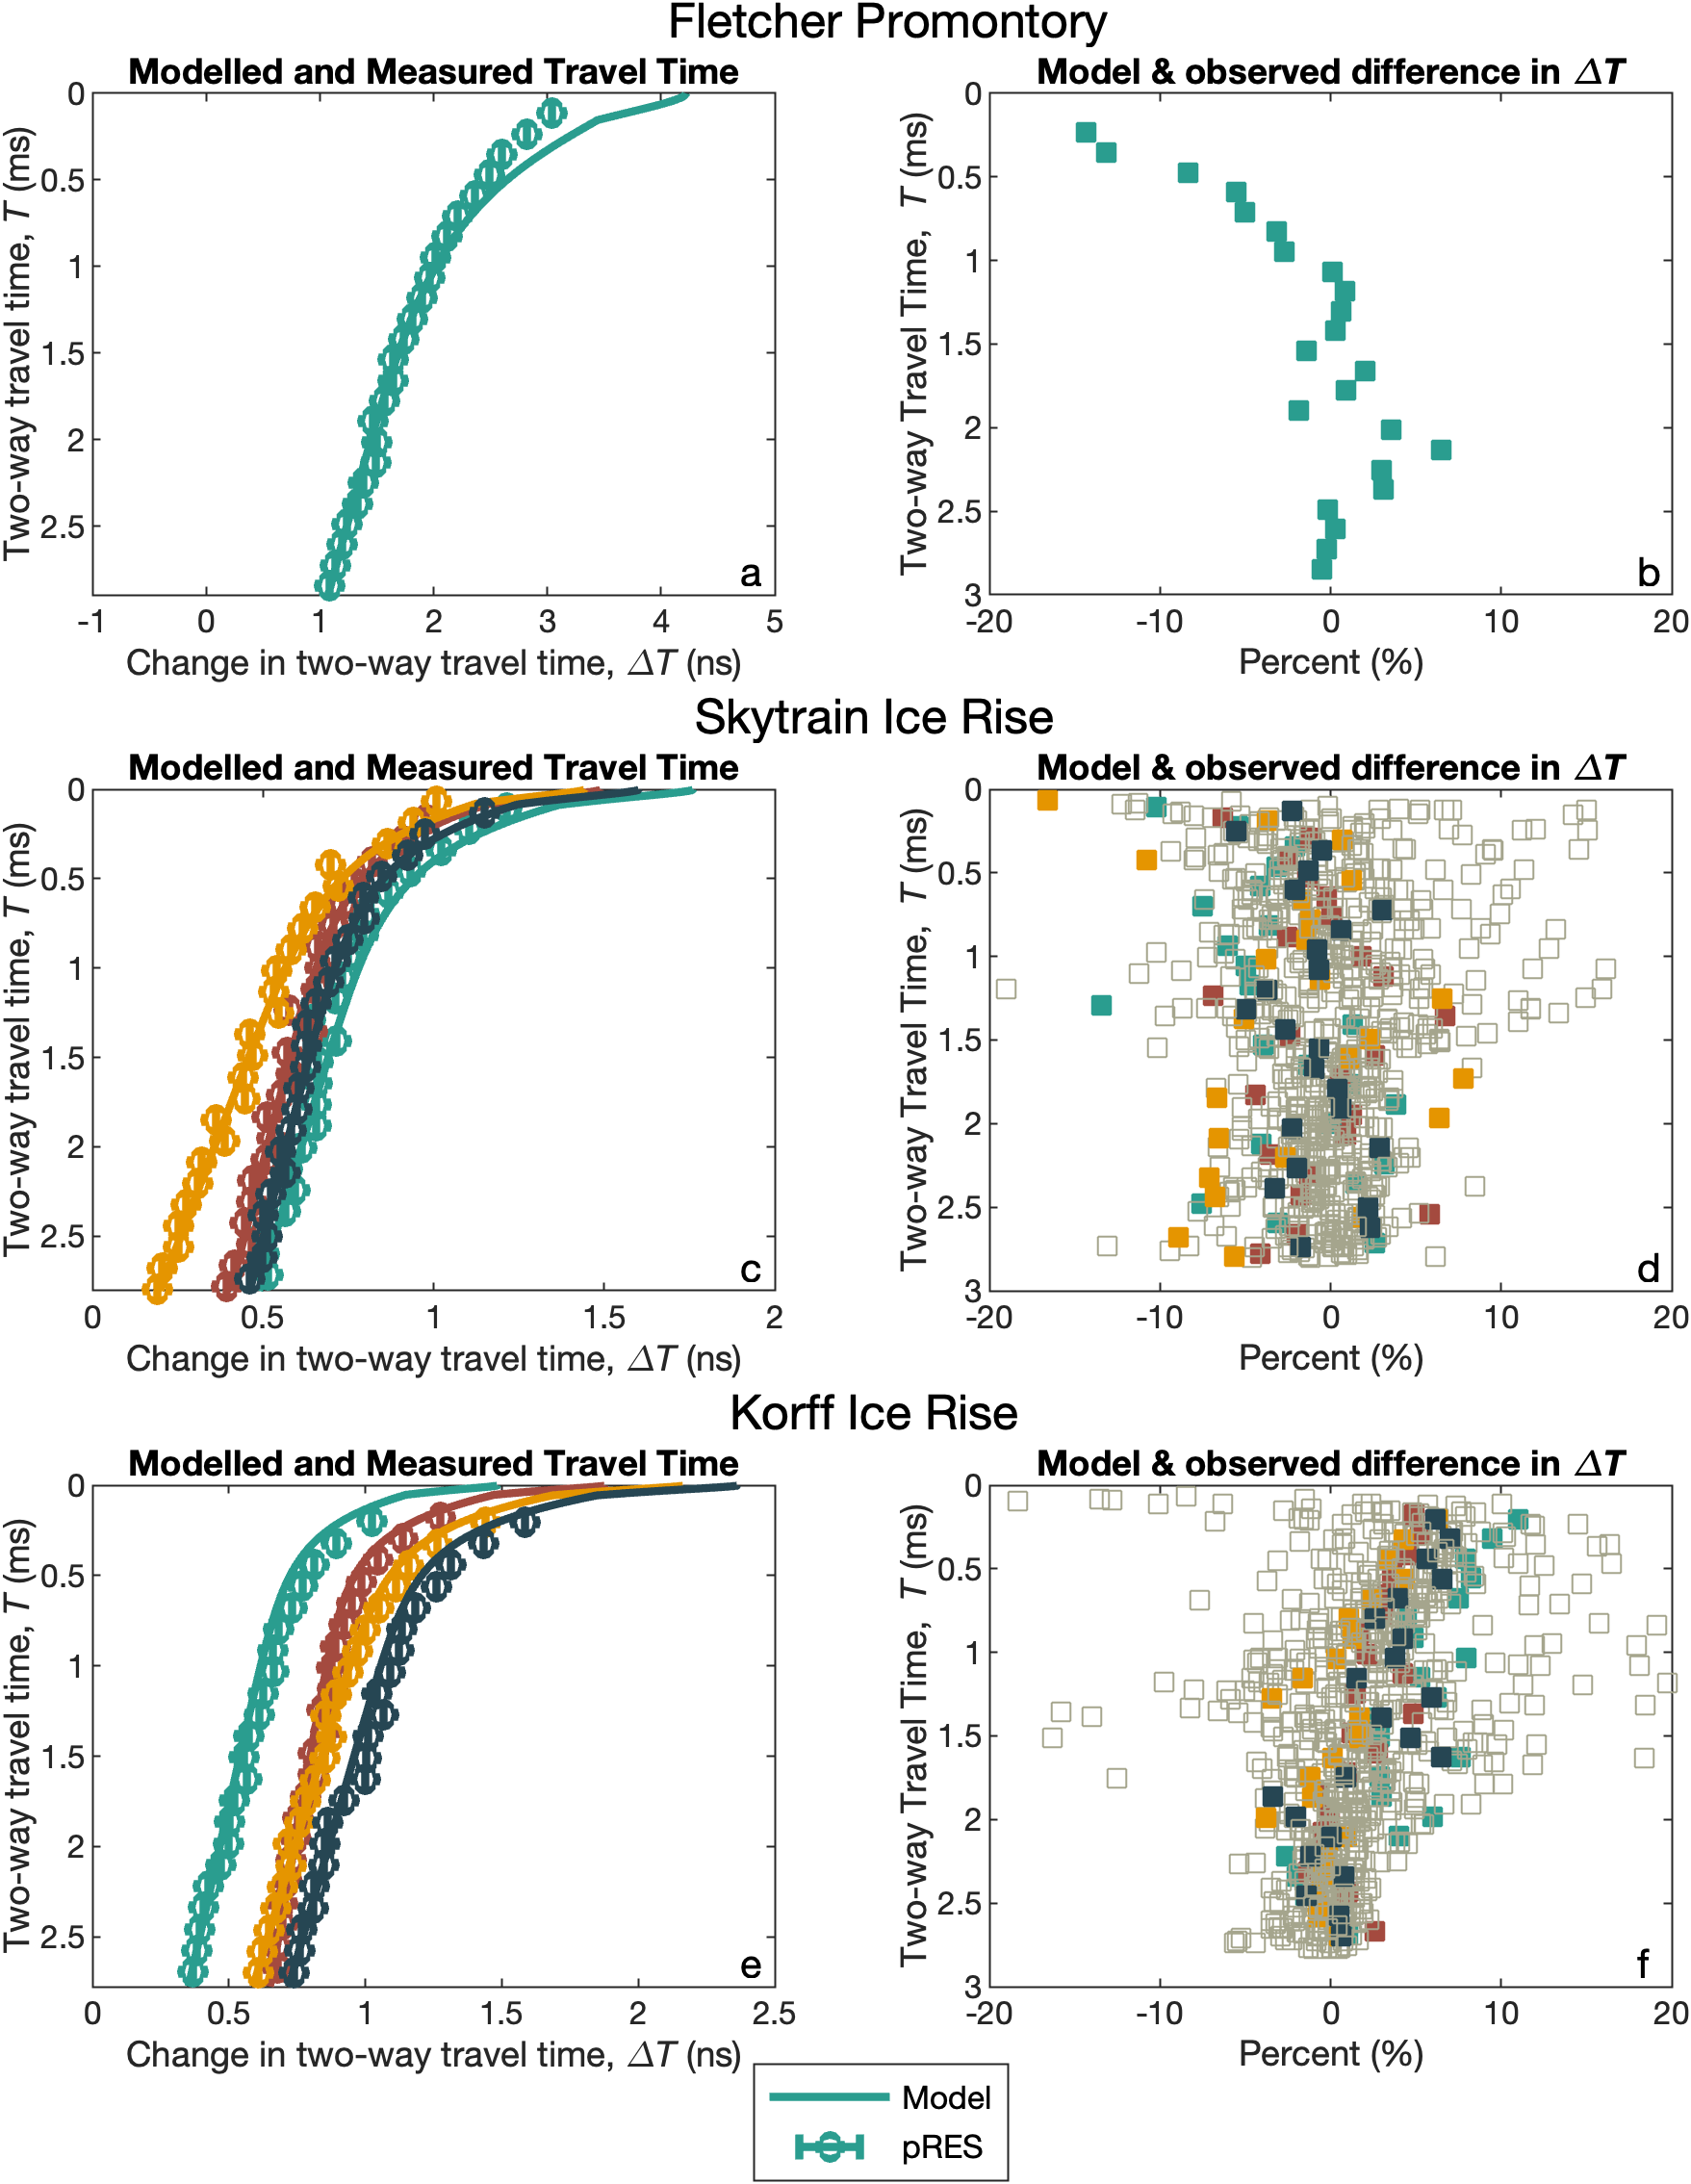 Fletcher Promontory
Modelled and Measured Travel Time
Two-way travel time, T (ms)
0
0.5
1
1.5
2
2.5
-1 0 1 2 3 4 5
Change in two-way travel time, ΔT (ns)
a
Model & observed difference in ΔT
Two-way Travel Time, T (ms)
0
0.5
1
1.5
2
2.5
3
-20 -10 0 10 20
Percent (%)
b
Skytrain Ice Rise
Modelled and Measured Travel Time
Two-way travel time, T (ms)
0
0.5
1
1.5
2
2.5
0 0.5 1 1.5 2
Change in two-way travel time, ΔT (ns)
c
Model & observed difference in ΔT
Two-way Travel Time, T (ms)
0
0.5
1
1.5
2
2.5
3
-20 -10 0 10 20
Percent (%)
d
Korff Ice Rise
Modelled and Measured Travel Time
Two-way travel time, T (ms)
0
0.5
1
1.5
2
2.5
0 0.5 1 1.5 2 2.5
Change in two-way travel time, ΔT (ns)
e
Model & observed difference in ΔT
Two-way Travel Time, T (ms)
0
0.5
1
1.5
2
2.5
3
-20 -10 0 10 20
Percent (%)
f
Model
pRES